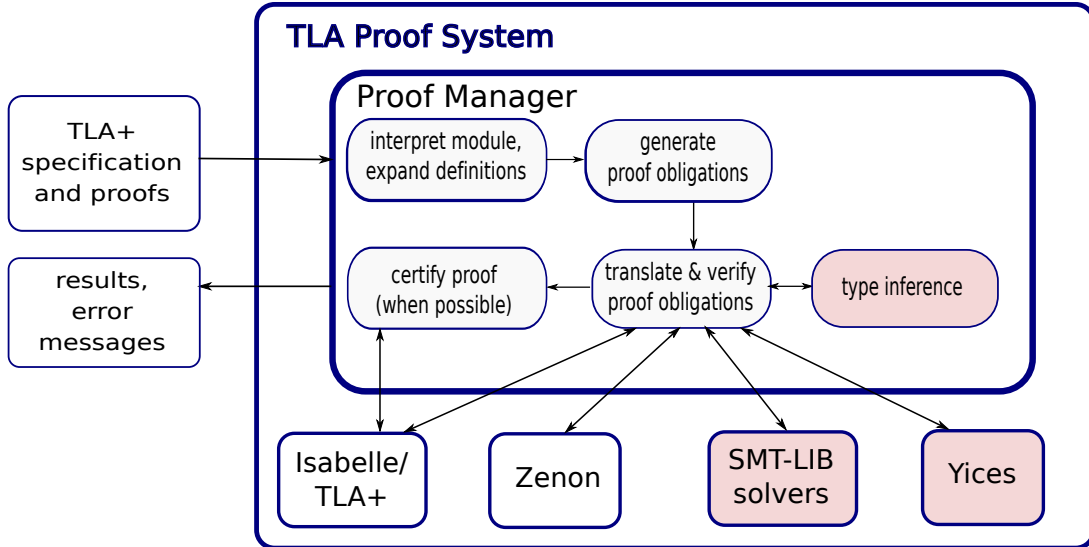 TLA Proof System
Proof Manager
TLA+
specification
and proofs
interpret module,
expand definitions
generate
proof obligations
results,
error
messages
certify proof
(when possible)
translate & verify
proof obligations
type inference
Isabelle/
TLA+
Zenon
SMT-LIB
solvers
Yices